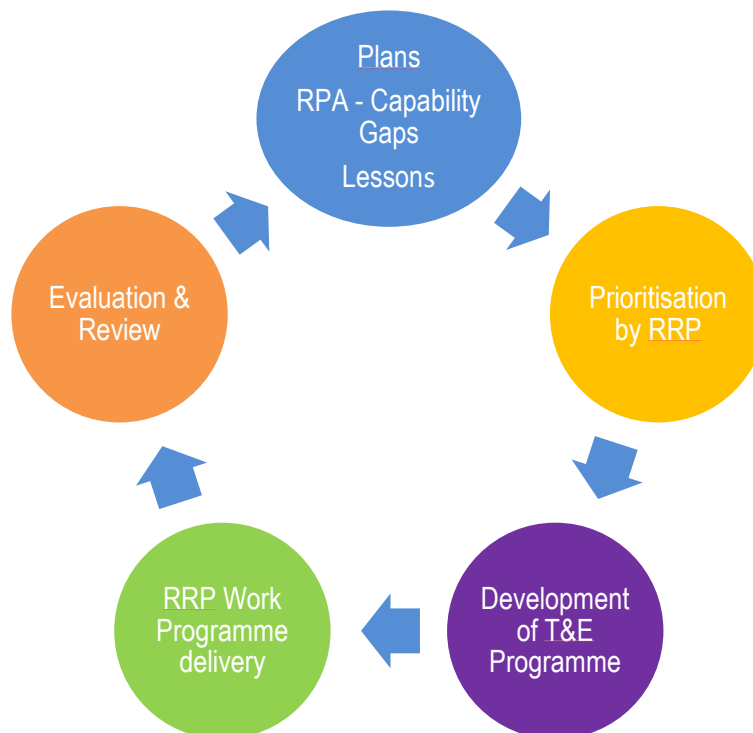 Plans
RPA - Capability
Gaps
Lessons
Prioritisation
by RRP
Development
of T&E
Programme
RRP Work
Programme
delivery
Evaluation &
Review